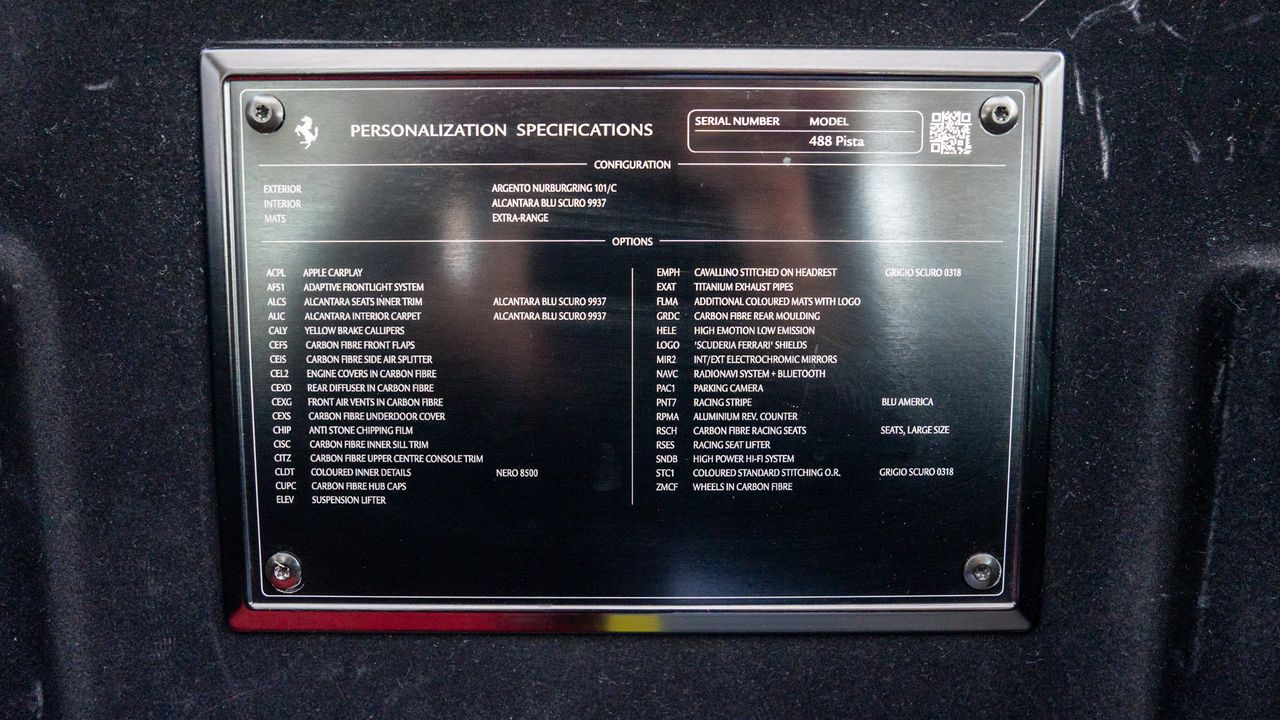 PERSONALIZATION SPECIFICATIONS
SERIAL NUMBER MODEL
488 Pista
CONFIGURATION
EXTERIOR ARGENTO NURBURGRING 101/C
INTERIOR ALCANTARA BLU SCURO 9937
MATS EXTRA-RANGE
OPTIONS
ACPL APPLE CARPLAY
AFS1 ADAPTIVE FRONTLIGHT SYSTEM
ALCS ALCANTARA SEATS INNER TRIM ALCANTARA BLU SCURO 9937
ALIC ALCANTARA INTERIOR CARPET ALCANTARA BLU SCURO 9937
CALY YELLOW BRAKE CALLIPERS
CEFS CARBON FIBRE FRONT FLAPS
CEIS CARBON FIBRE SIDE AIR SPLITTER
CEL2 ENGINE COVERS IN CARBON FIBRE
CEXD REAR DIFFUSER IN CARBON FIBRE
CEXG FRONT AIR VENTS IN CARBON FIBRE
CEXS CARBON FIBRE UNDERDOOR COVER
CHIP ANTI STONE CHIPPING FILM
CISC CARBON FIBRE INNER SILL TRIM
CITZ CARBON FIBRE UPPER CENTRE CONSOLE TRIM
CLDT COLOURED INNER DETAILS NERO 8500
CUPC CARBON FIBRE HUB CAPS
ELEV SUSPENSION LIFTER
EMPH CAVALLINO STITCHED ON HEADREST GRIGIO SCURO 0318
EXAT TITANIUM EXHAUST PIPES
FLMA ADDITIONAL COLOURED MATS WITH LOGO
GRDC CARBON FIBRE REAR MOULDING
HELE HIGH EMOTION LOW EMISSION
LOGO 'SCUDERIA FERRARI' SHIELDS
MIR2 INT/EXT ELECTROCHROMIC MIRRORS
NAVC RADIONAVI SYSTEM + BLUETOOTH
PAC1 PARKING CAMERA
PNT7 RACING STRIPE BLU AMERICA
RPMA ALUMINIUM REV. COUNTER
RSCH CARBON FIBRE RACING SEATS SEATS, LARGE SIZE
RSES RACING SEAT LIFTER
SNDB HIGH POWER HI-FI SYSTEM
STC1 COLOURED STANDARD STITCHING O.R. GRIGIO SCURO 0318
ZMCF WHEELS IN CARBON FIBRE